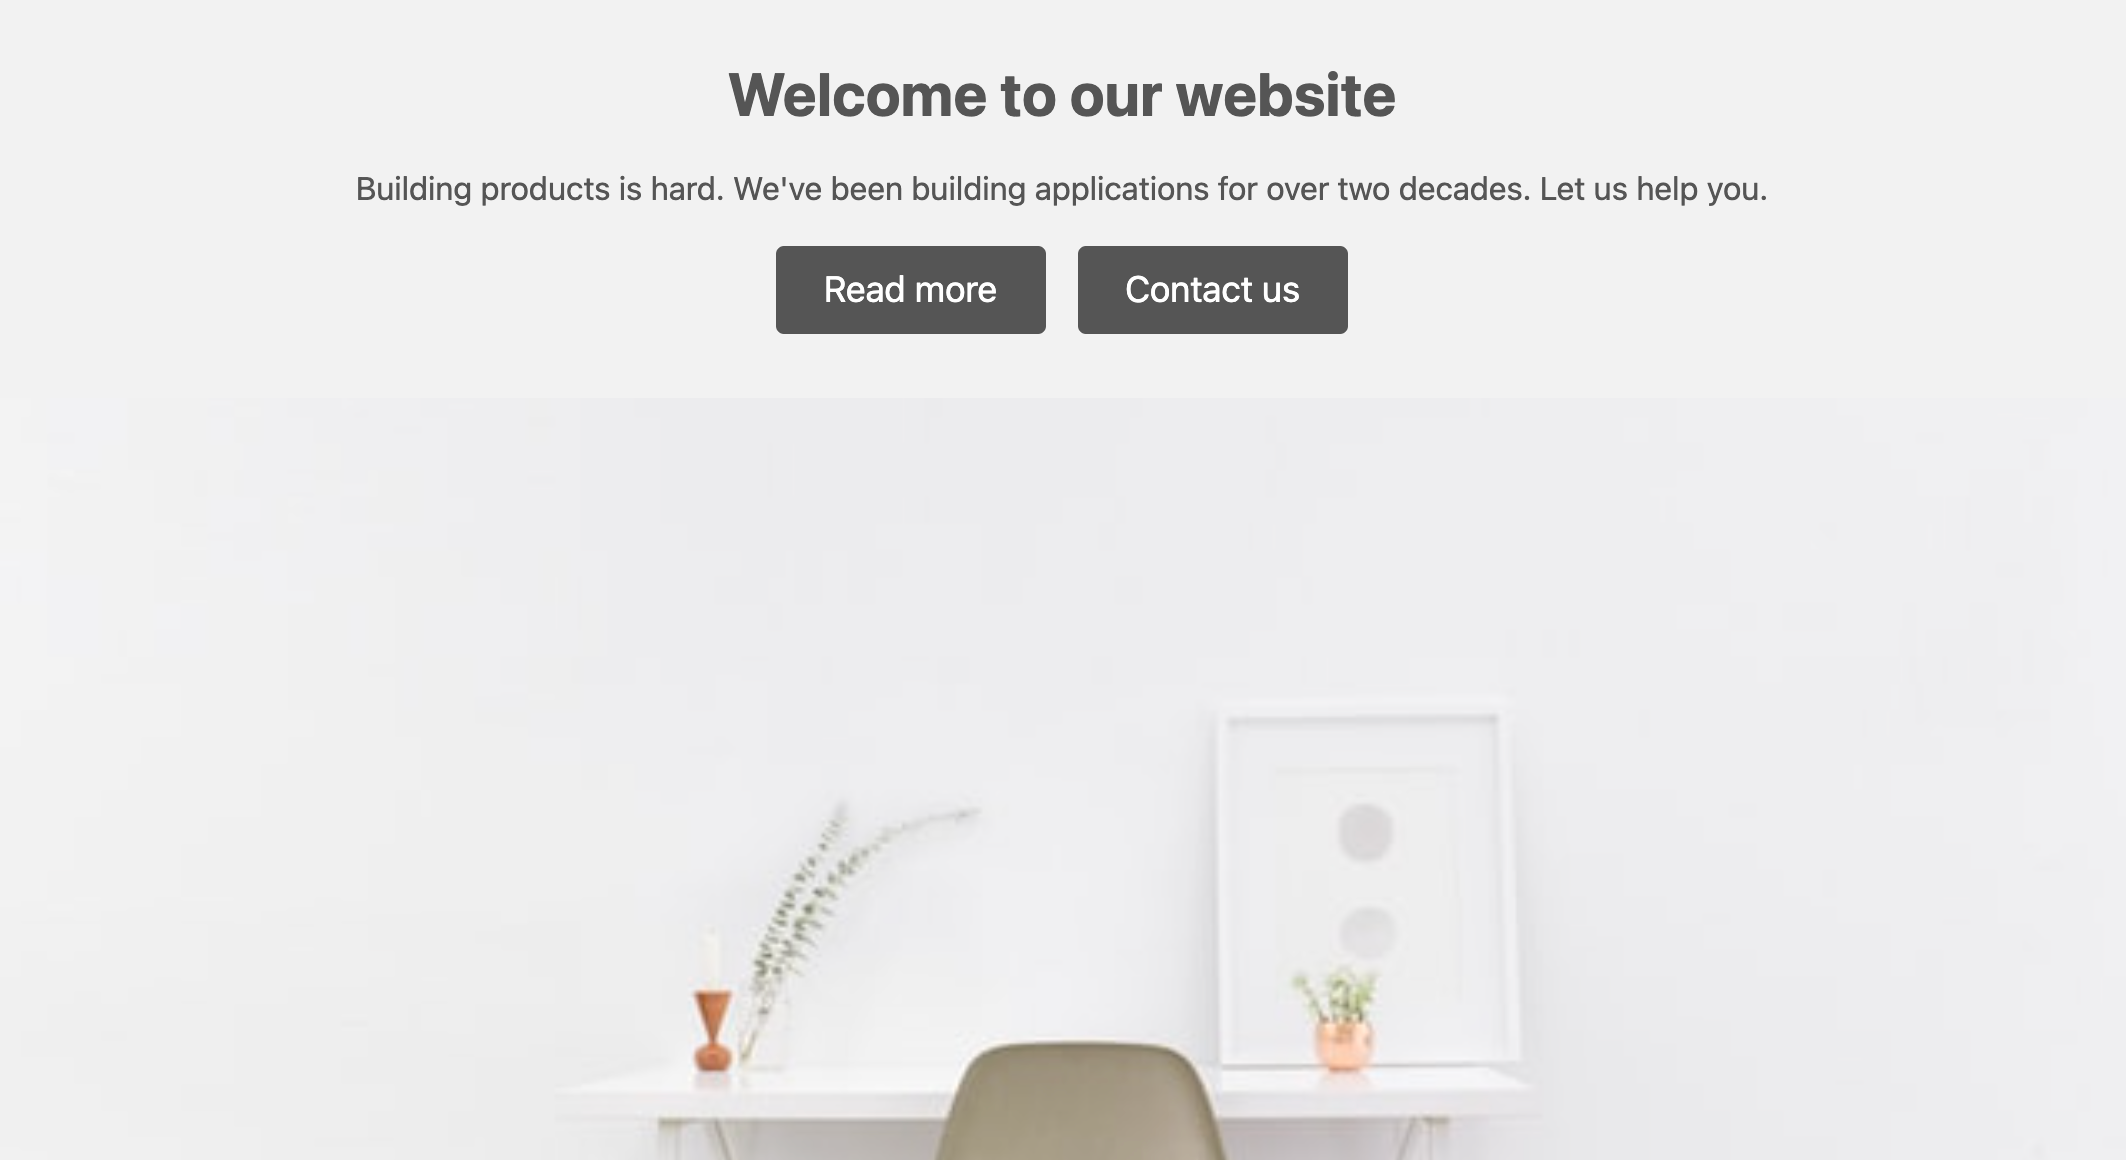 Welcome to our website
Building products is hard. We've been building applications for over two decades. Let us help you.
Read more
Contact us